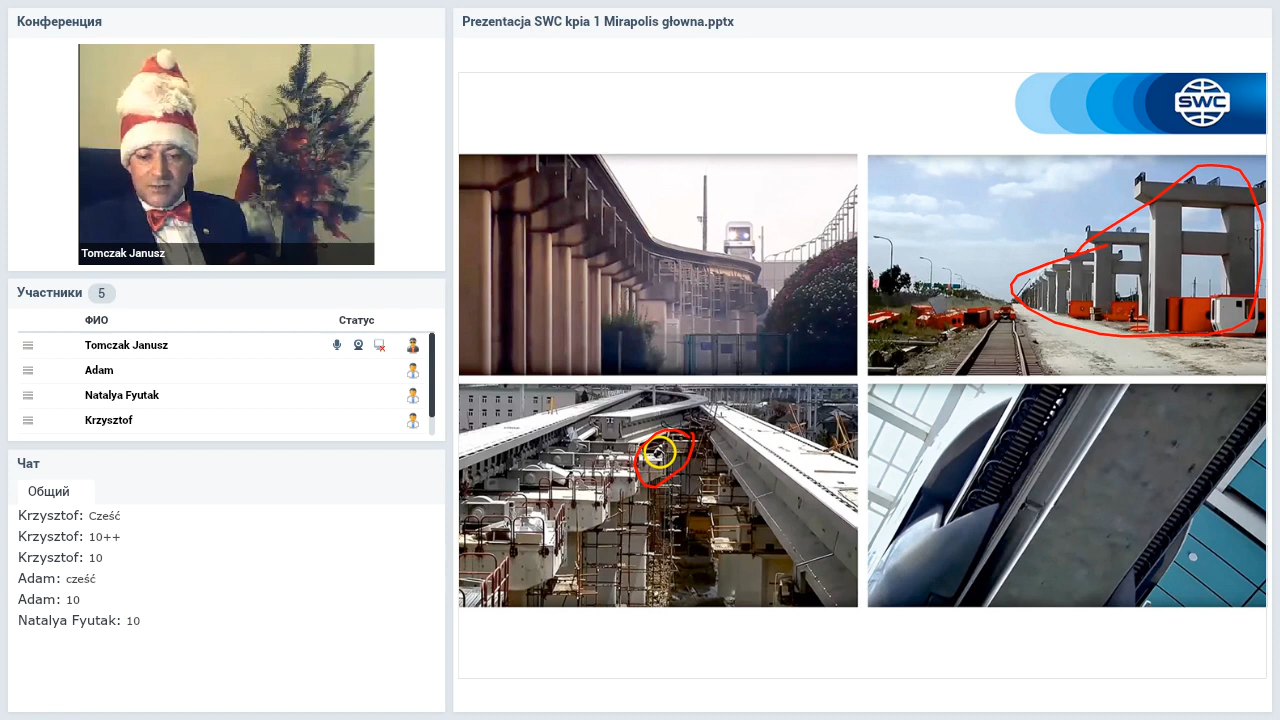 Конференция
Tomczak Janusz
Участники 5
ФИО Статус
Tomczak Janusz
Adam
Natalya Fyutak
Krzysztof
Чат
Общий
Krzysztof: Cześć
Krzysztof: 10++
Krzysztof: 10
Adam: cześć
Adam: 10
Natalya Fyutak: 10
Prezentacja SWC kpia 1 Mirapolis głowna.pptx
SWC